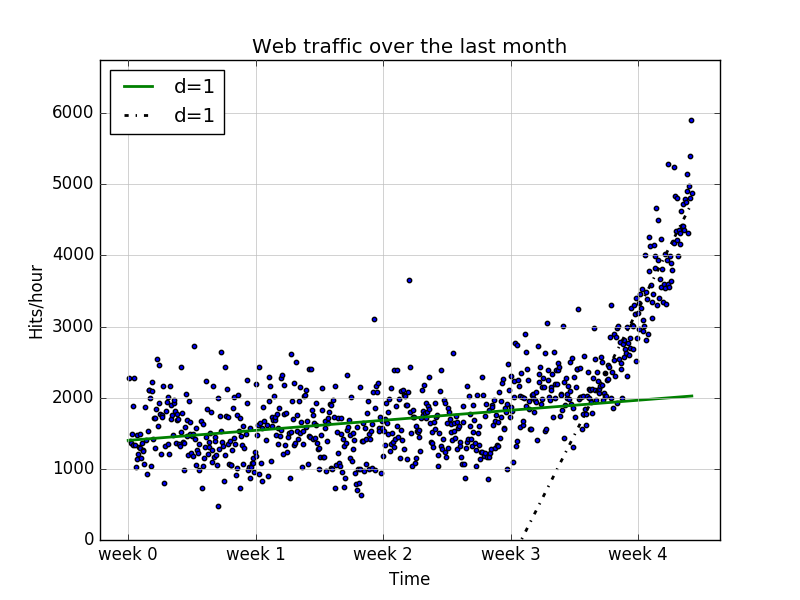 Web traffic over the last month
d=1
d=1
6000
5000
4000
3000
2000
1000
0
Hits/hour
week 0 week 1 week 2 week 3 week 4
Time